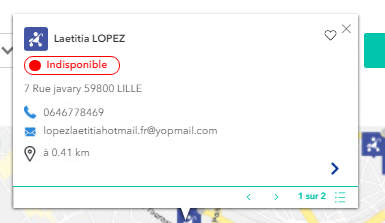 Laetitia LOPEZ
Indisponible
7 Rue javary 59800 LILLE
0646778469
lopezlaetitiahotmail.fr@yopmail.com
à 0.41 km
1 sur 2